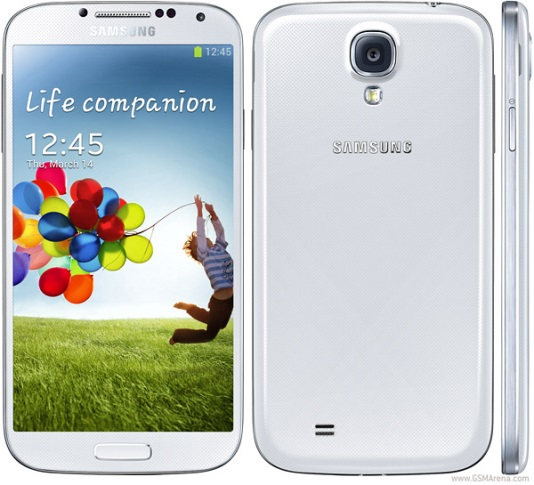 SAMSUNG
12:45
Life companion
12:45
Thu, March 14
SAMSUNG
www.GSMArena.com